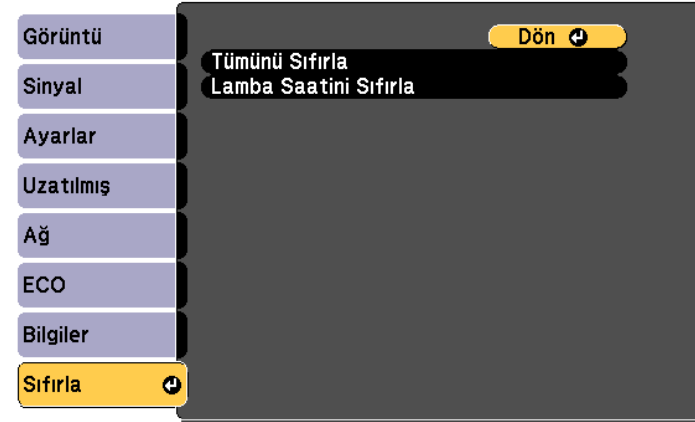 Görüntü
Sinyal
Ayarlar
Uzatılmış
Ağ
ECO
Bilgiler
Sıfırla
Dön
Tümünü Sıfırla
Lamba Saatini Sıfırla